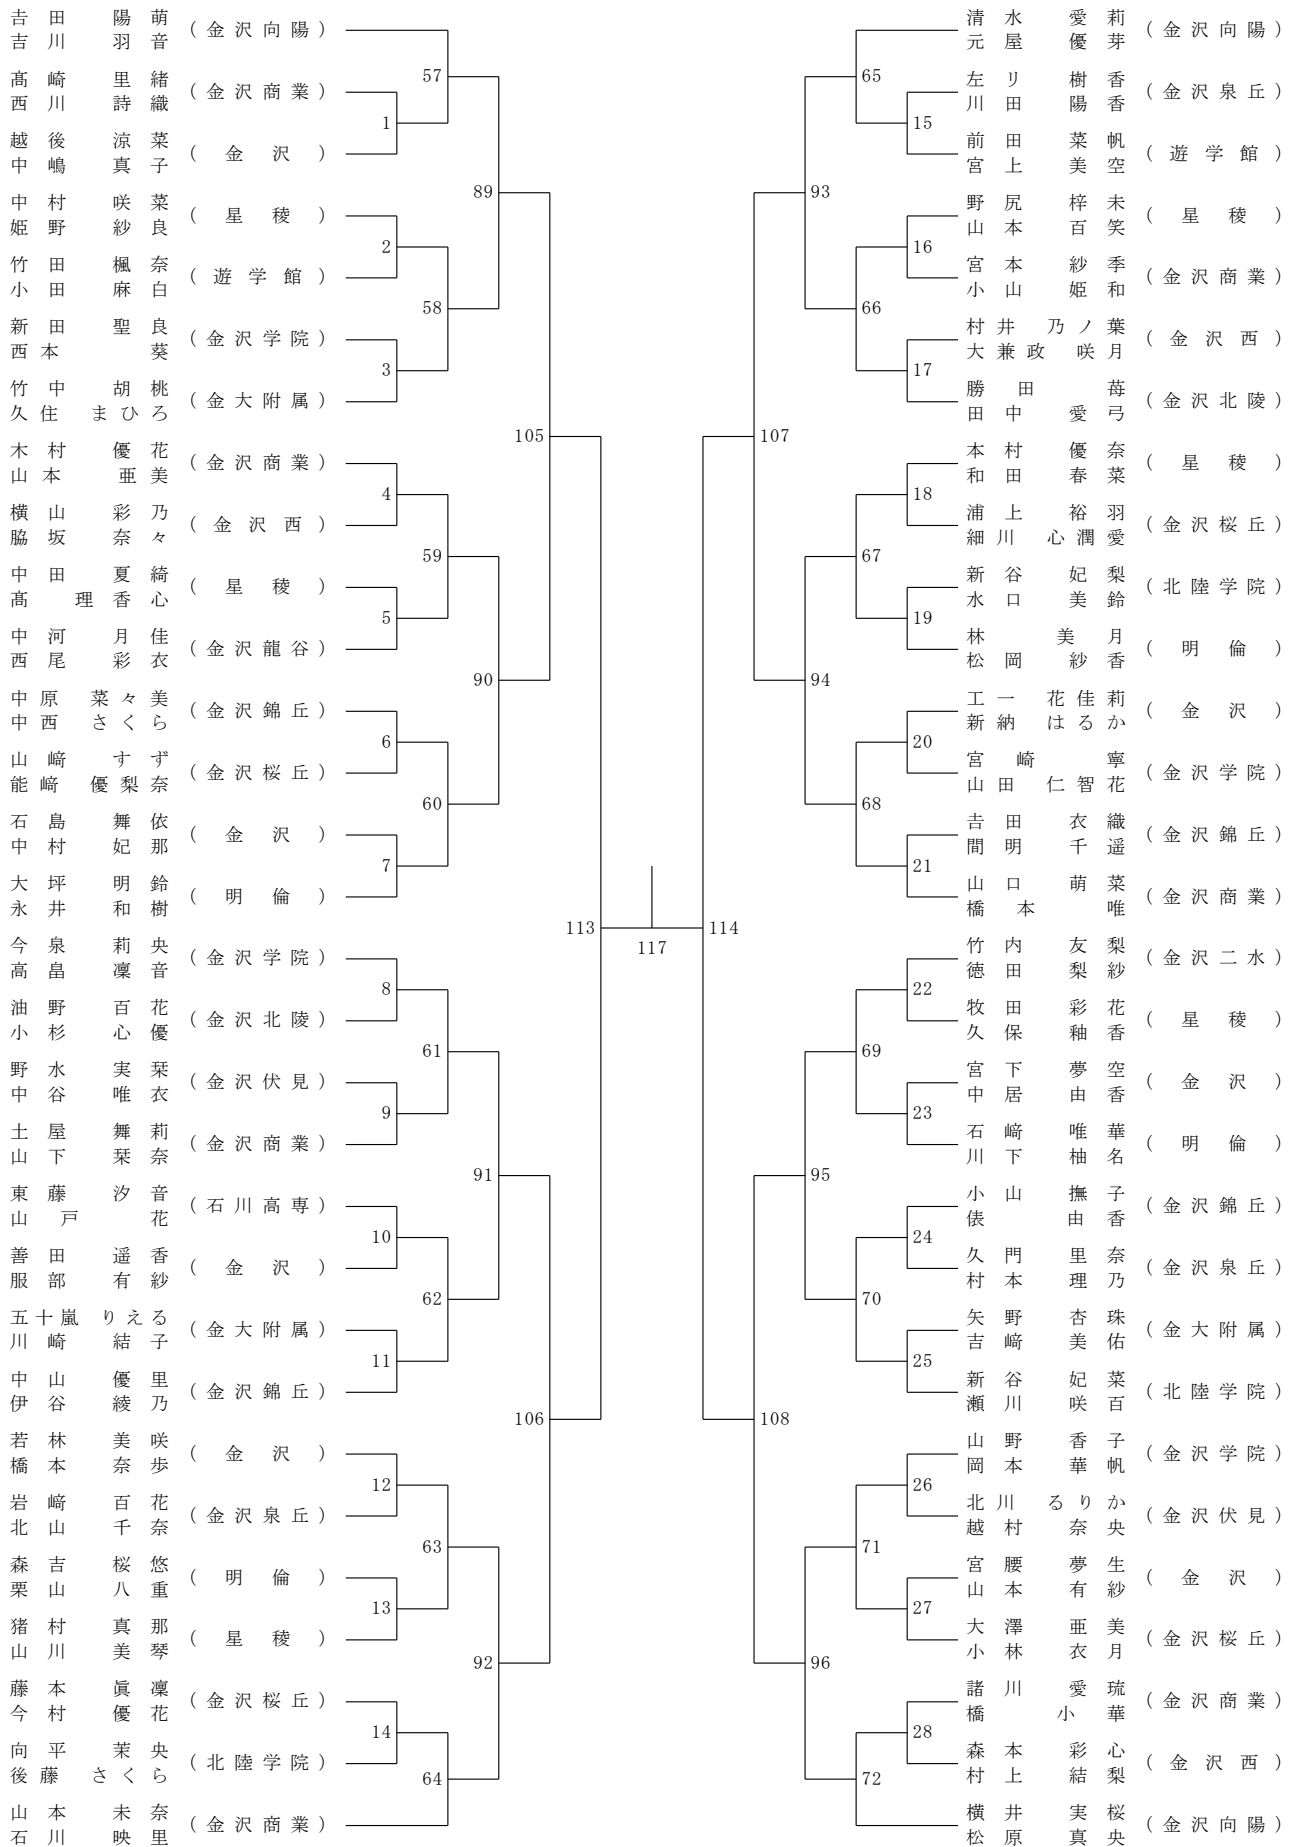 吉田 陽萌
吉川 羽音
(金沢向陽)
髙崎 里緒
西川 詩織
(金沢商業)
越後 涼菜
中嶋 真子
(金沢)
中村 咲菜
姫野 紗良
(星稜)
竹田 楓奈
小田 麻白
(遊学館)
新田 聖良
西本 葵
(金沢学院)
竹中 胡桃
久住 まひろ
(金大附属)
木村 優花
山本 亜美
(金沢商業)
横山 彩乃
脇坂 奈々
(金沢西)
中田 夏綺
髙 理香心
(星稜)
中河 月佳
西尾 彩衣
(金沢龍谷)
中原 菜々美
中西 さくら
(金沢錦丘)
山﨑 すず
能﨑 優梨奈
(金沢桜丘)
石島 舞依
中村 妃那
(金沢)
大坪 明鈴
永井 和樹
(明倫)
今泉 莉央
高畠 凜音
(金沢学院)
油野 百花
小杉 心優
(金沢北陵)
野水 実栞
中谷 唯衣
(金沢伏見)
土屋 舞莉
山下 栞奈
(金沢商業)
東藤 汐音
山戸 花
(石川高専)
善田 遥香
服部 有紗
(金沢)
五十嵐 りえる
川崎 結子
(金大附属)
中山 優里
伊谷 綾乃
(金沢錦丘)
若林 美咲
橋本 奈歩
(金沢)
岩﨑 百花
北山 千奈
(金沢泉丘)
森吉 桜悠
栗山 八重
(明倫)
猪村 真那
山川 美琴
(星稜)
藤本 眞凜
今村 優花
(金沢桜丘)
向平 茉央
後藤 さくら
(北陸学院)
山本 未奈
石川 映里
(金沢商業)
1
2
3
4
5
6
7
8
9
10
11
12
13
14
57
58
59
60
61
62
63
64
89
90
91
92
105
106
113
117
114
107
108
93
94
95
96
65
66
67
68
69
70
71
72
15
16
17
18
19
20
21
22
23
24
25
26
27
28
清水 愛莉
元屋 優芽
(金沢向陽)
左リ 樹香
川田 陽香
(金沢泉丘)
前田 菜帆
宮上 美空
(遊学館)
野尻 梓未
山本 百笑
(星稜)
宮本 紗季
小山 姫和
(金沢商業)
村井 乃ノ葉
大兼政 咲月
(金沢西)
勝田 苺
田中 愛弓
(金沢北陵)
本村 優奈
和田 春菜
(星稜)
浦上 裕羽
細川 心潤愛
(金沢桜丘)
新谷 妃梨
水口 美鈴
(北陸学院)
林 美月
松岡 紗香
(明倫)
工一 花佳莉
新納 はるか
(金沢)
宮崎 寧
山田 仁智花
(金沢学院)
吉田 衣織
間明 千遥
(金沢錦丘)
山口 萌菜
橋本 唯
(金沢商業)
竹内 友梨
徳田 梨紗
(金沢二水)
牧田 彩花
久保 釉香
(星稜)
宮下 夢空
中居 由香
(金沢)
石﨑 唯華
川下 柚名
(明倫)
小山 撫子
俵 由香
(金沢錦丘)
久門 里奈
村本 理乃
(金沢泉丘)
矢野 杏珠
吉﨑 美佑
(金大附属)
新谷 妃菜
瀬川 咲百
(北陸学院)
山野 香子
岡本 華帆
(金沢学院)
北川 るりか
越村 奈央
(金沢伏見)
宮腰 夢生
山本 有紗
(金沢)
大澤 亜美
小林 衣月
(金沢桜丘)
諸川 愛琉
橋 小華
(金沢商業)
森本 彩心
村上 結梨
(金沢西)
横井 実桜
松原 真央
(金沢向陽)